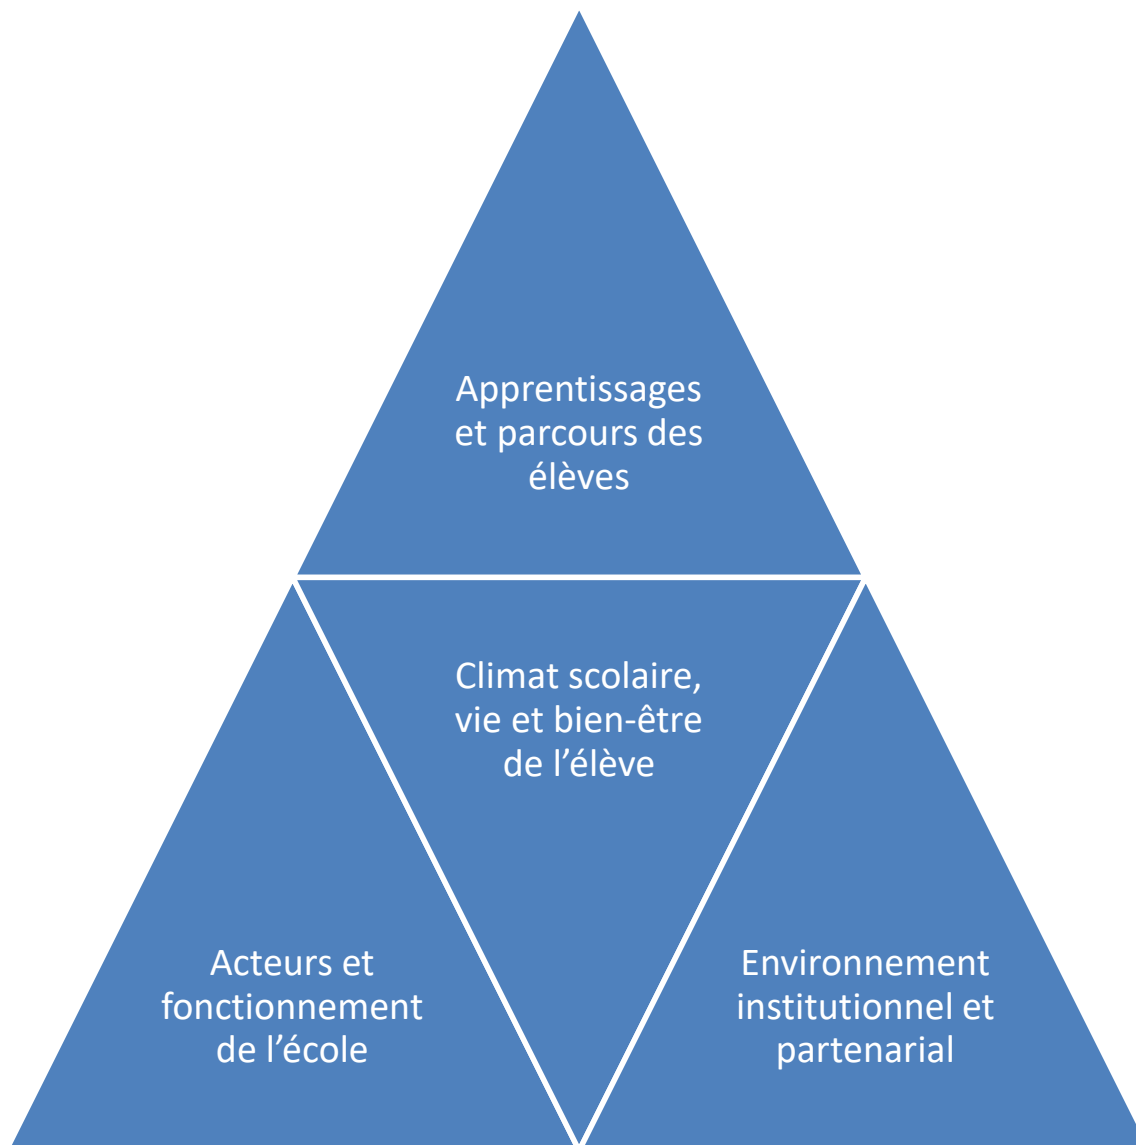 Apprentissages
et parcours des
élèves
Climat scolaire,
vie et bien-être
de l’élève
Acteurs et
fonctionnement
de l’école
Environnement
institutionnel et
partenarial